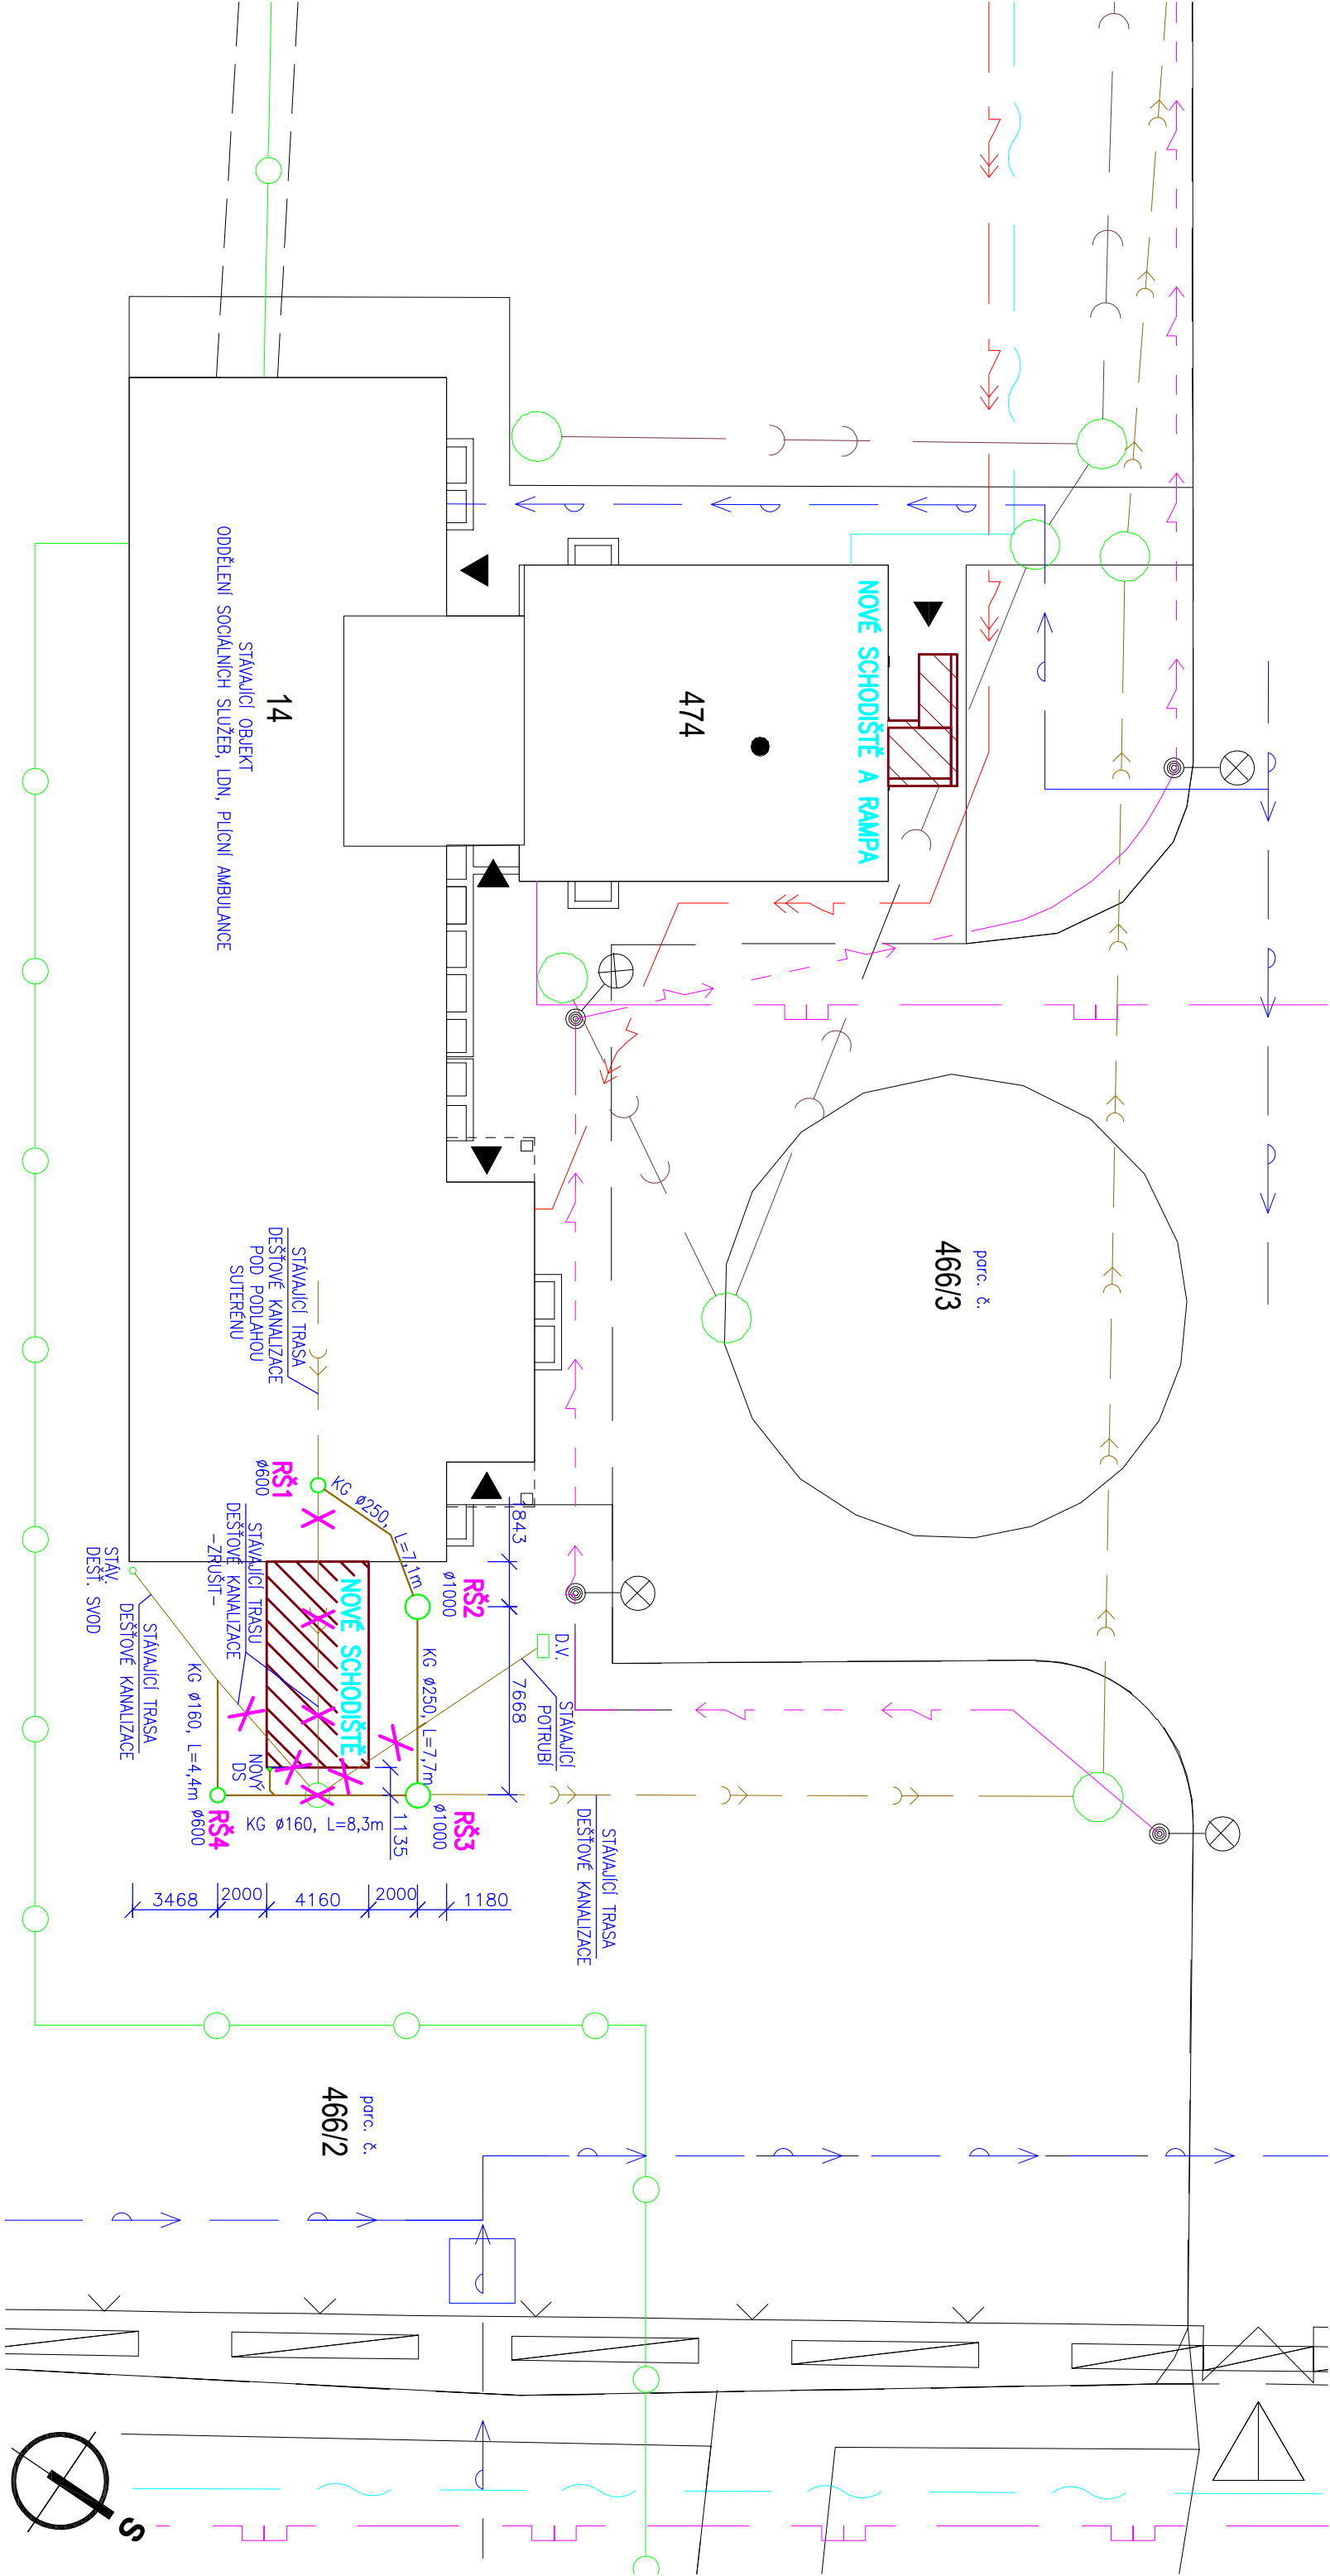 NOVÉ SCHODIŠTĚ A RAMPA
474
STÁVAJÍCÍ OBJEKT
ODDĚLENÍ SOCIÁLNÍCH SLUŽEB, LDN, PLICNÍ AMBULANCE
14
parc. č.
466/3
STÁVAJÍCÍ TRASA
DEŠŤOVÉ KANALIZACE
POD PODLAHOU
SUTERÉNU
RŠ1
ø600
KG ø250,
L=7,1m
RŠ2
ø1000
1843
7668
STÁVAJÍCÍ TRASU
DEŠŤOVÉ KANALIZACE
-ZRUŠIT-
NOVÉ SCHODIŠTĚ
KG ø250, L=7,7m
D.V.
STÁVAJÍCÍ
POTRUBÍ
STÁV.
DEŠŤ. SVOD
STÁVAJÍCÍ TRASA
DEŠŤOVÉ KANALIZACE
KG ø160, L=4,4m
NOVÝ
DS
RŠ4
ø600
KG ø160, L=8,3m
1135
RŠ3
ø1000
STÁVAJÍCÍ TRASA
DEŠŤOVÉ KANALIZACE
3468
2000
4160
2000
1180
parc. č.
466/2
S